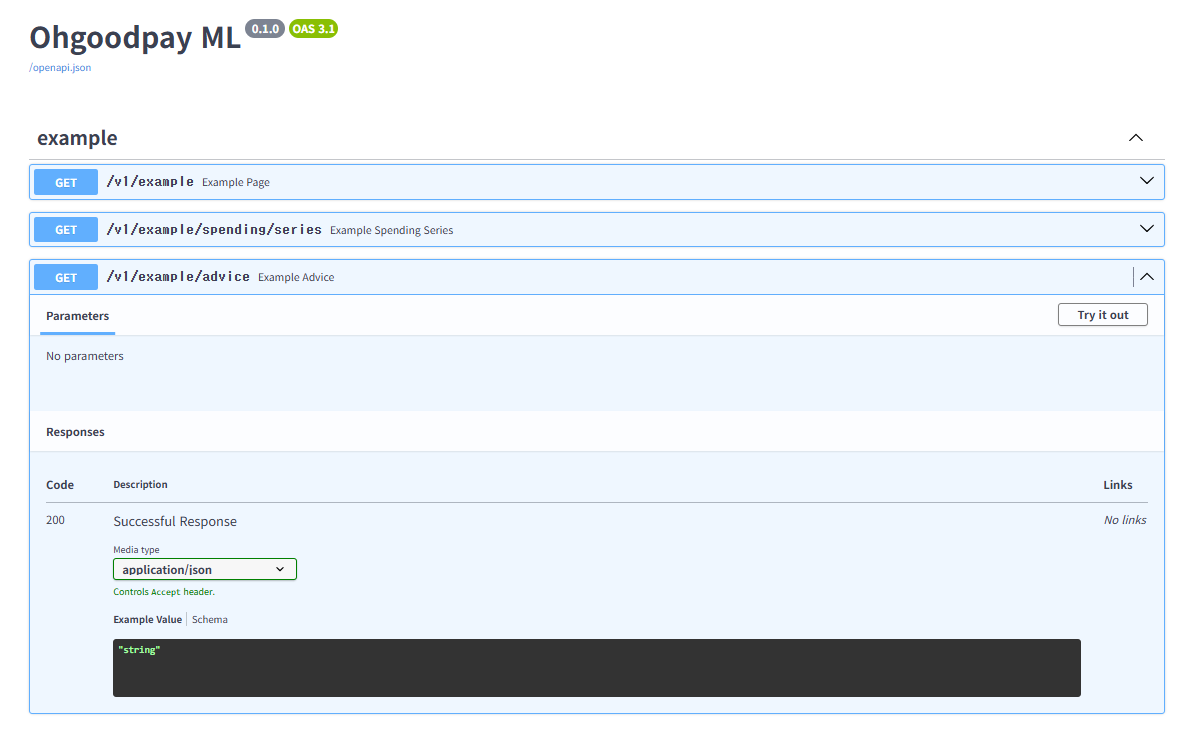 Ohgoodpay ML 0.1.0 OAS 3.1
/openapi.json
example
GET /v1/example Example Page
GET /v1/example/spending/series Example Spending Series
GET /v1/example/advice Example Advice
Parameters Try it out
No parameters
Responses
Code Description Links
200 Successful Response No links
Media type
application/json
Controls Accept header.
Example Value Schema
"string"